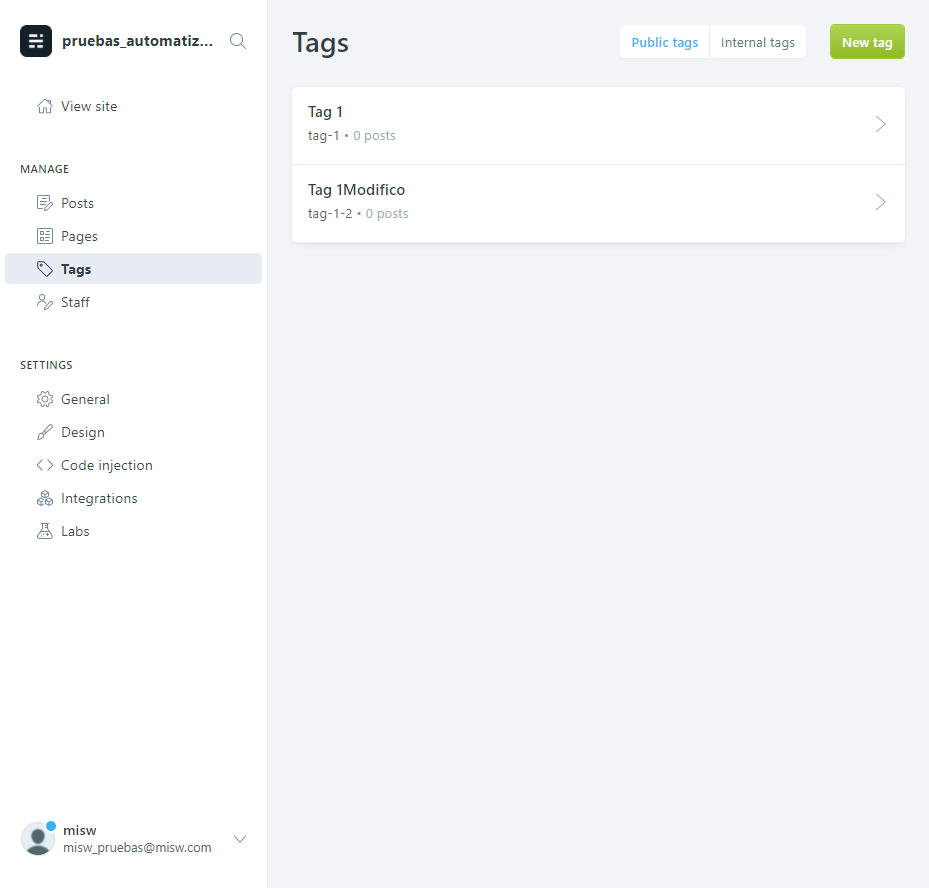 pruebas_automatiz...
View site
MANAGE
Posts
Pages
Tags
Staff
SETTINGS
General
Design
Code injection
Integrations
Labs
misw
misw_pruebas@misw.com
Tags
Public tags
Internal tags
New tag
Tag 1
tag-1 • 0 posts
Tag 1Modifico
tag-1-2 • 0 posts